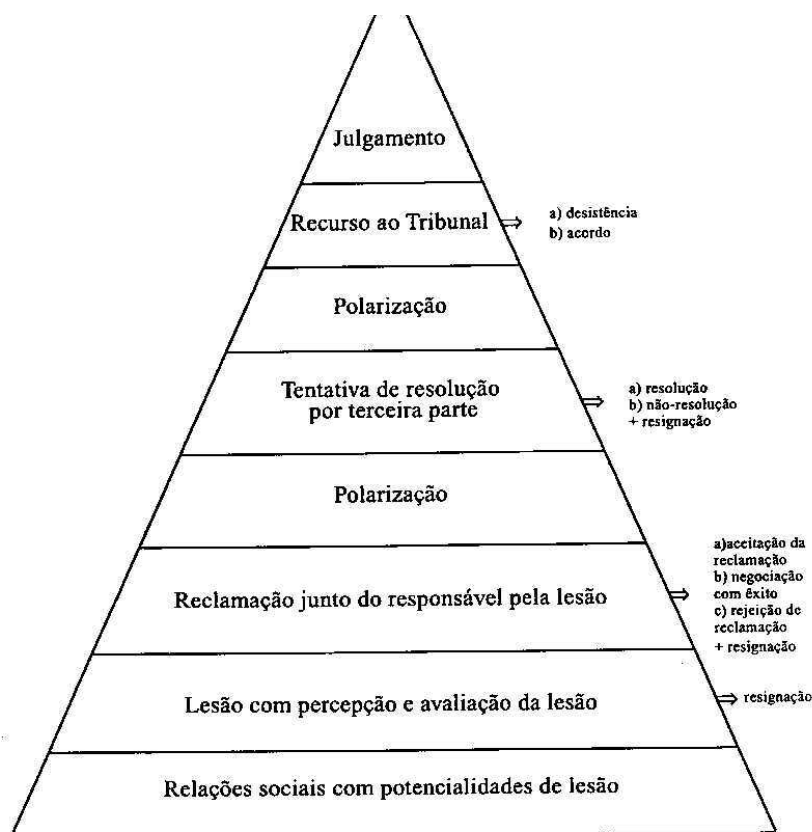 Julgamento
Recurso ao Tribunal
a) desistência
b) acordo
Polarização
Tentativa de resolução
por terceira parte
a) resolução
b) não-resolução
+ resignação
Polarização
Reclamação junto do responsável pela lesão
a)aceitação da
reclamação
b) negociação
com êxito
c) rejeição de
reclamação
+ resignação
Lesão com percepção e avaliação da lesão
resignação
Relações sociais com potencialidades de lesão